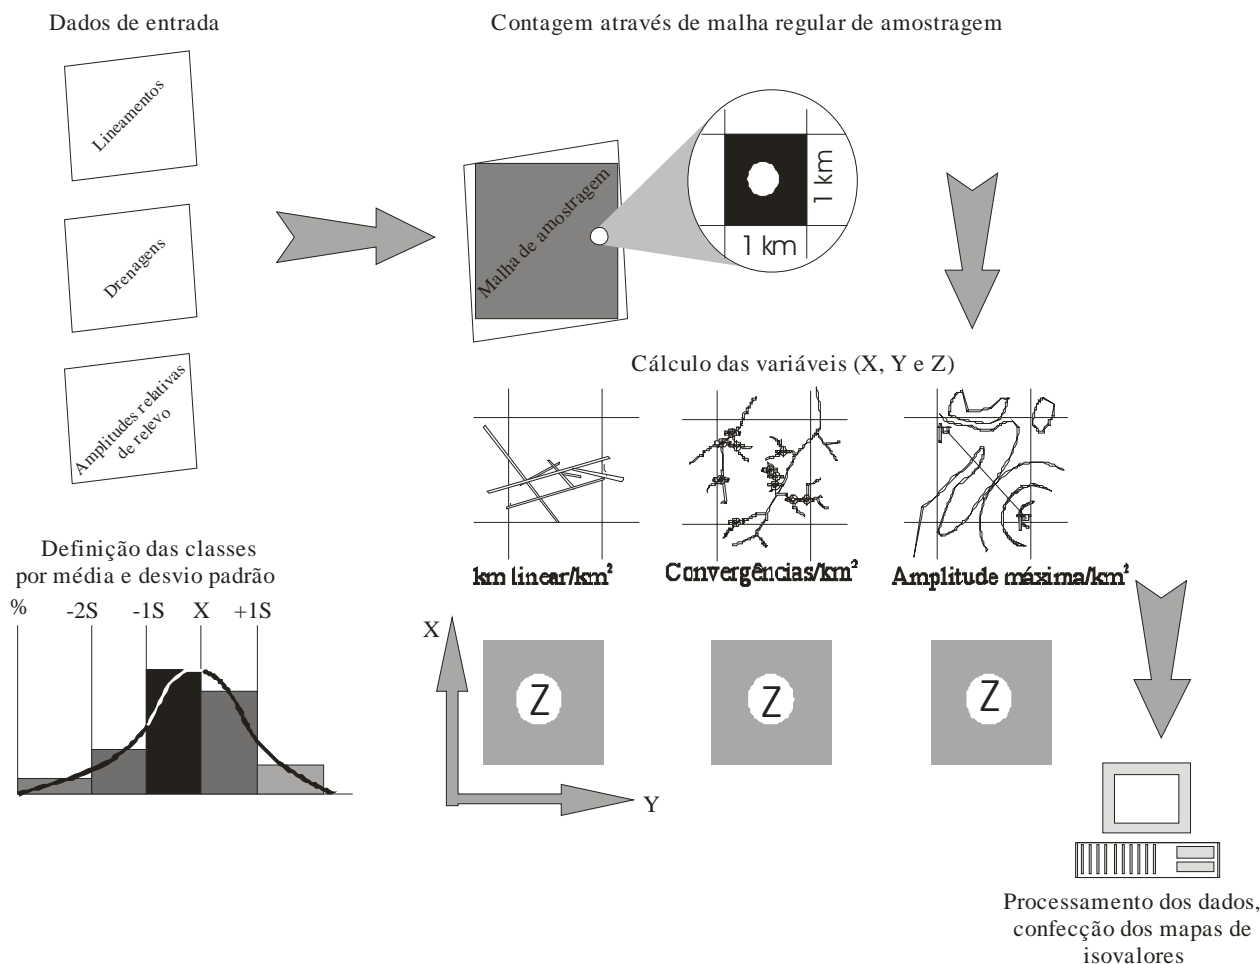 Dados de entrada
Contagem através de malha regular de amostragem
Lineamentos
Drenagens
Amplitudes relativas
de relevo
Malha de amostragem
1 km
1 km
Cálculo das variáveis (X, Y e Z)
km linear/km²
Convergências/km²
Amplitude máxima/km²
Definição das classes
por média e desvio padrão
% -2S -1S X +1S
X
Z
Z
Z
Y
Processamento dos dados,
confecção dos mapas de
isovalores